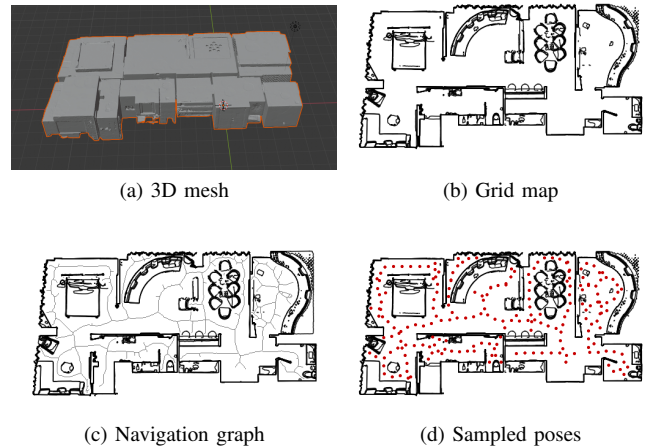 (a) 3D mesh
(b) Grid map
(c) Navigation graph
(d) Sampled poses